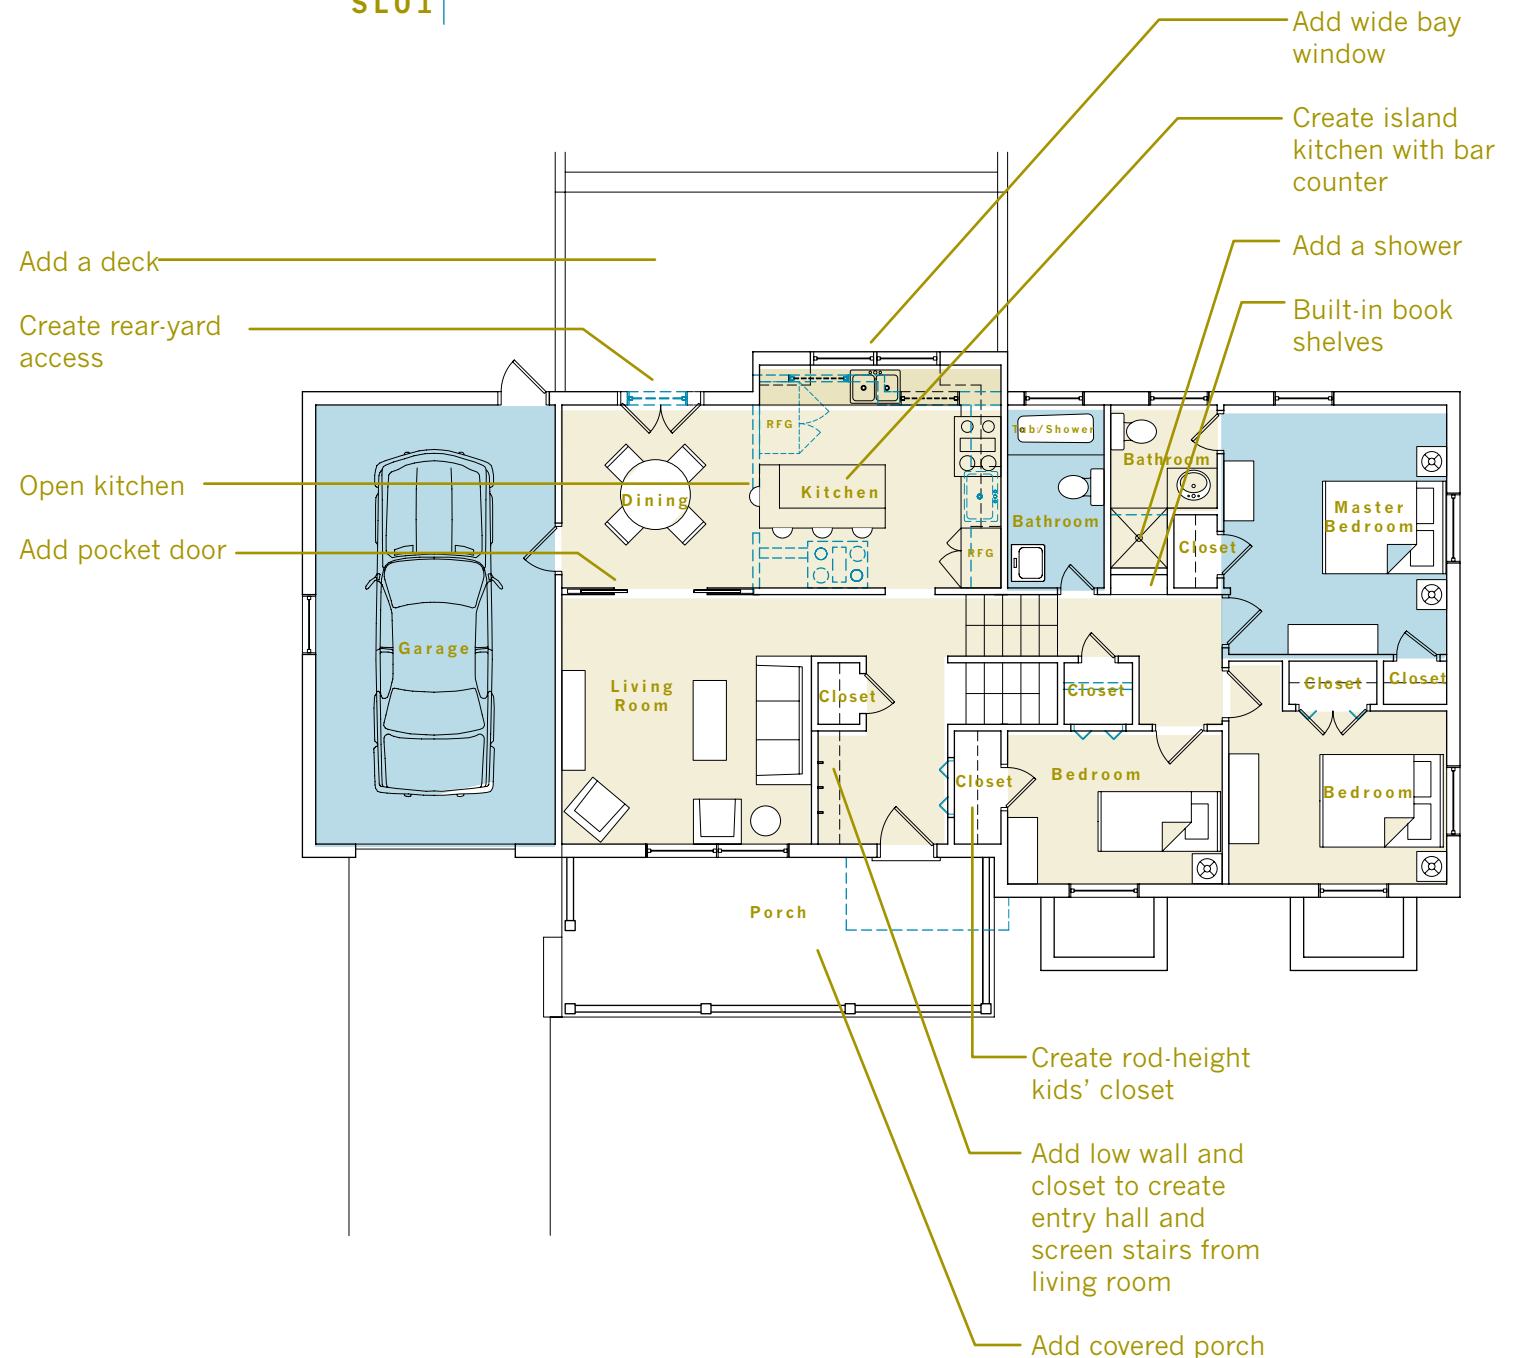 SL01
Add wide bay
window
Create island
kitchen with bar
counter
Add a shower
Built-in book
shelves
Add a deck
Create rear-yard
access
Open kitchen
Add pocket door
RFG
Tub/Shower
Dining
Kitchen
Bathroom
Bathroom
Master
Bedroom
Closet
RFG
Garage
Living
Room
Closet
Closet
Closet
Closet
Closet
Bedroom
Bedroom
Porch
Create rod-height
kids’ closet
Add low wall and
closet to create
entry hall and
screen stairs from
living room
Add covered porch